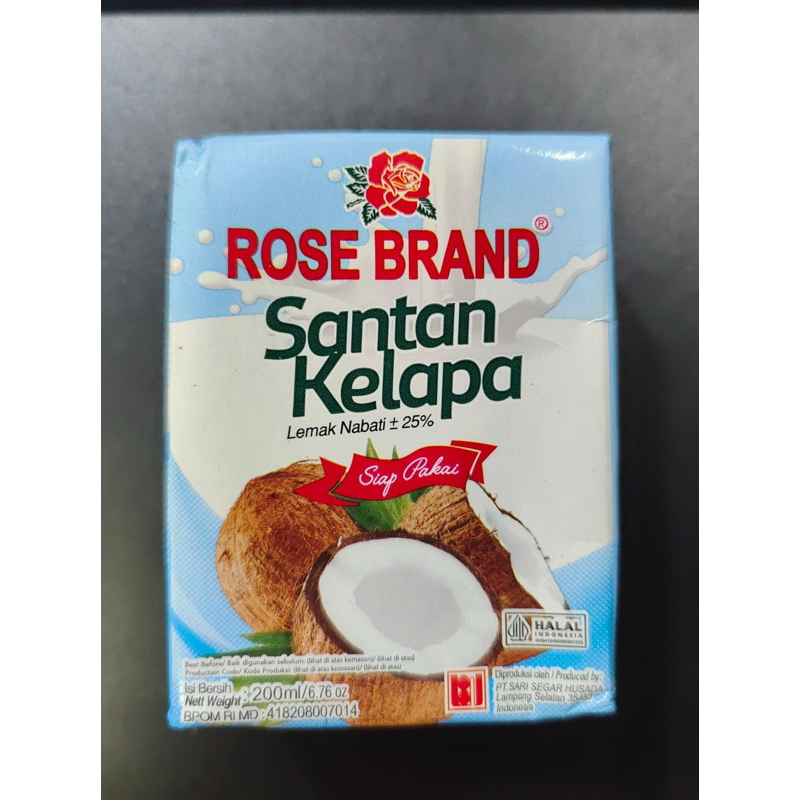 ROSE BRAND®
Santan
Kelapa
Lemak Nabati ± 25%
Siap Pakai
HALAL
INDONESIA
Best Before/ Baik digunakan sebelum: (lihat di atas kemasan)/ (lihat di atas)
Production Code/ Kode Produksi: (lihat di atas kemasan)/ (lihat di atas)
Isi Bersih
Nett Weight : 200ml/6.76 oz
BPOM RI MD : 418208007014
Diproduksi oleh / Produced by:
PT.SARI SEGAR HUSADA
Lampung Selatan 35453
Indonesia